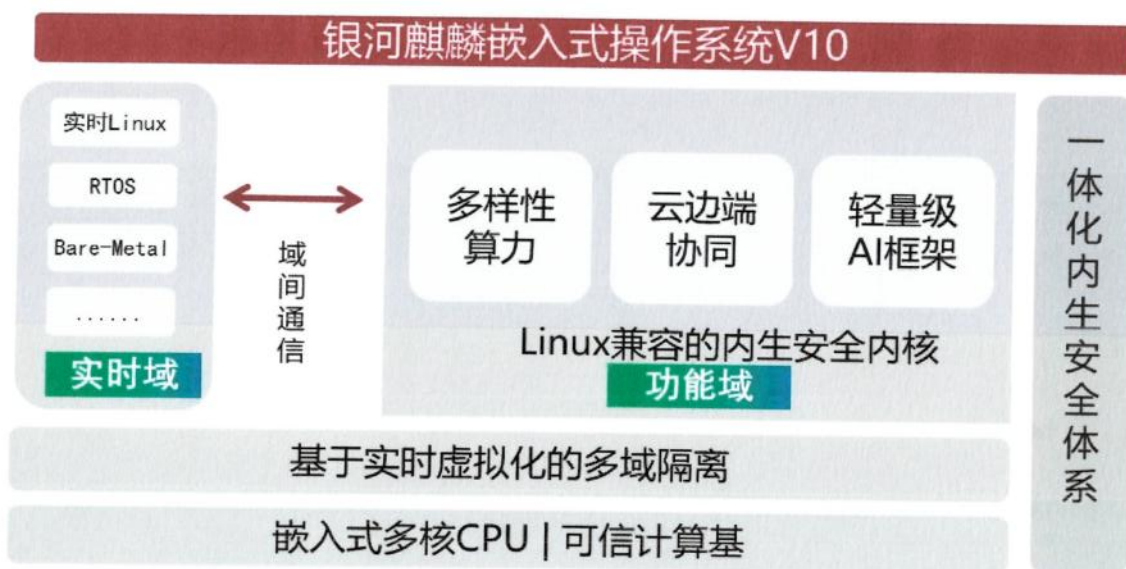 银河麒麟嵌入式操作系统V10
实时Linux
RTOS
Bare-Metal
......
实时域
域间通信
多样性
算力
云边端
协同
轻量级
AI框架
Linux兼容的内生安全内核
功能域
基于实时虚拟化的多域隔离
嵌入式多核CPU | 可信计算基
一体化内生安全体系